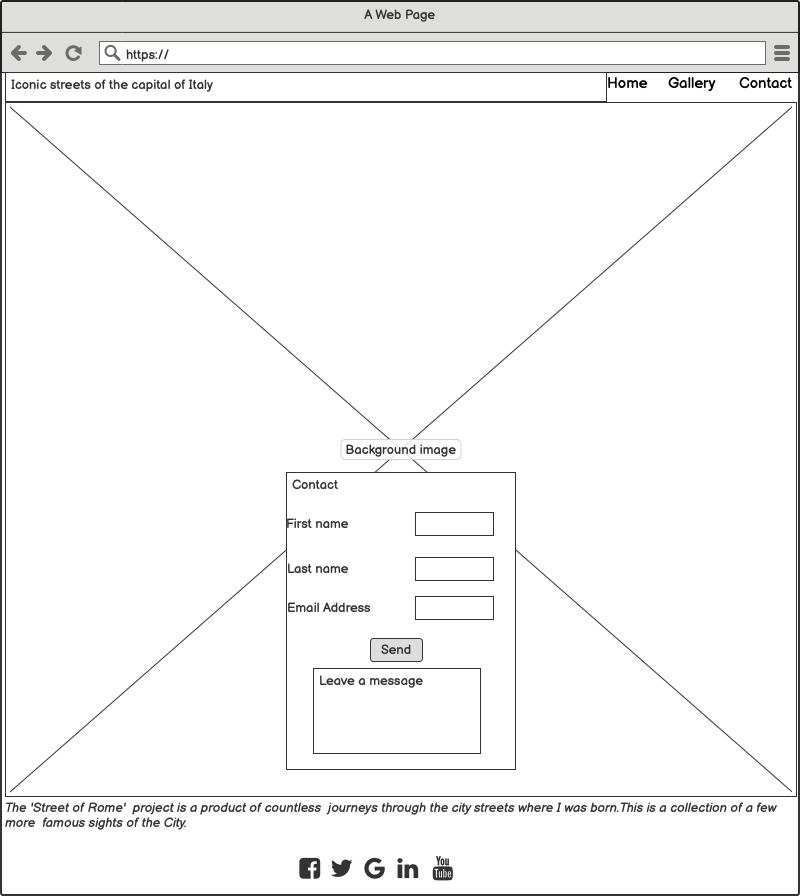 A Web Page
https://
Iconic streets of the capital of Italy
Home Gallery Contact
Background image
Contact
First name
Last name
Email Address
Send
Leave a message
The 'Street of Rome'  project is a product of countless  journeys through the city streets where I was born.This is a collection of a few
more  famous sights of the City.
You
Tube